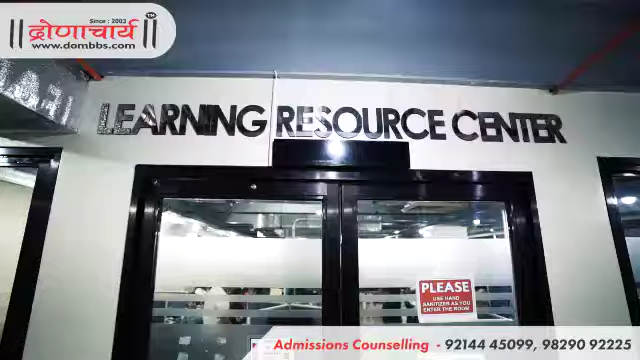 Since : 2003
|| द्रोणाचार्य || TM
www.dombbs.com
LEARNING RESOURCE CENTER
PLEASE
USE HAND
SANITIZER AS YOU
ENTER THE ROOM
Admissions Counselling - 92144 45099, 98290 92225